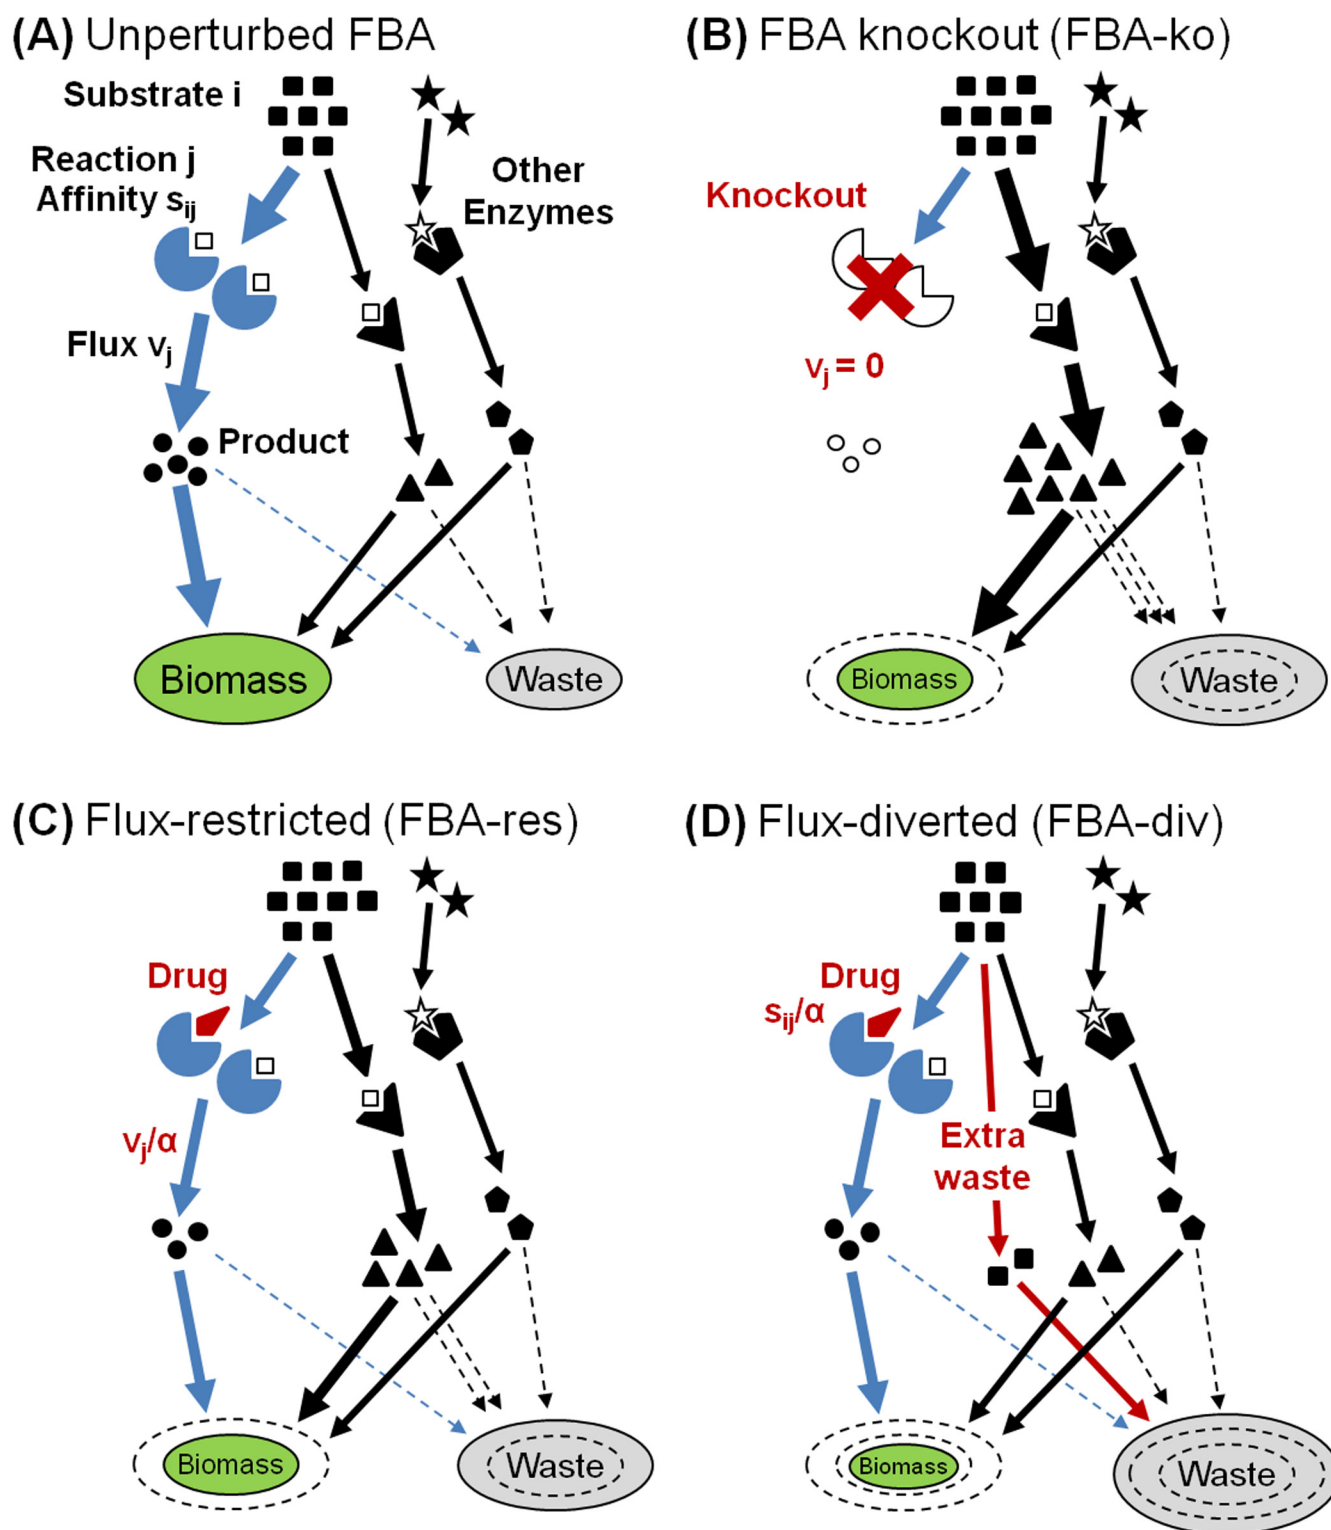 (A) Unperturbed FBA
Substrate i
Reaction j
Affinity sij
Other
Enzymes
Flux vj
Product
Biomass
Waste
(B) FBA knockout (FBA-ko)
Knockout
vj = 0
Biomass
Waste
(C) Flux-restricted (FBA-res)
Drug
vj/α
Biomass
Waste
(D) Flux-diverted (FBA-div)
Drug
sij/α
Extra
waste
Biomass
Waste